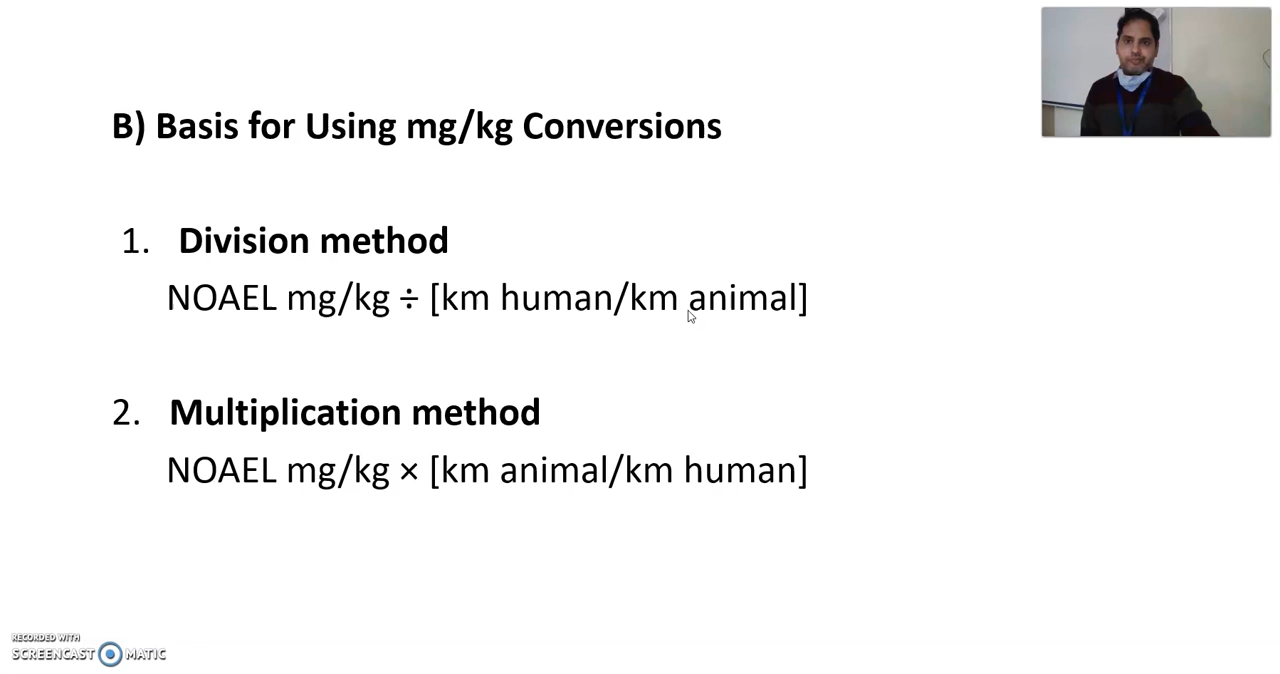 B) Basis for Using mg/kg Conversions
1. Division method
NOAEL mg/kg ÷ [km human/km animal]
2. Multiplication method
NOAEL mg/kg × [km animal/km human]
RECORDED WITH
SCREENCAST MATIC